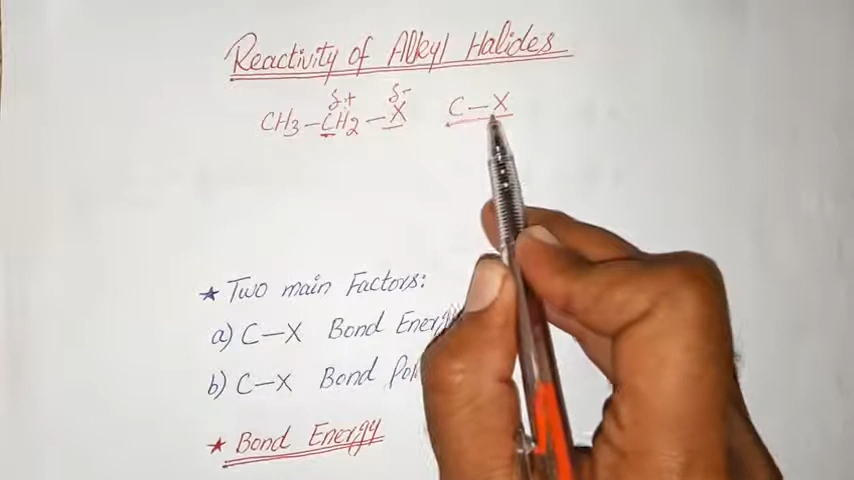 Reactivity of Alkyl Halides
CH3 – CH2 – X C – X
δ+ δ-
★ Two main Factors:
a) C – X Bond Energy
b) C – X Bond
★ Bond Energy